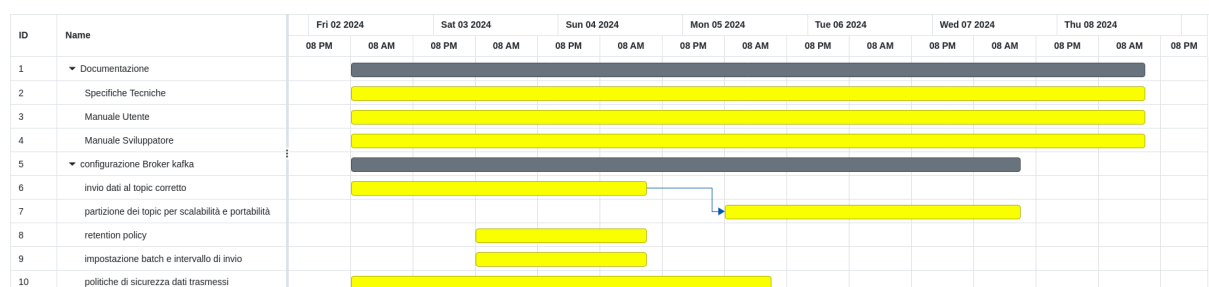 ID Name Fri 02 2024 Sat 03 2024 Sun 04 2024 Mon 05 2024 Tue 06 2024 Wed 07 2024 Thu 08 2024
08 PM 08 AM 08 PM 08 AM 08 PM 08 AM 08 PM 08 AM 08 PM 08 AM 08 PM 08 AM 08 PM 08 AM 08 PM
1 Documentazione
2 Specifiche Tecniche
3 Manuale Utente
4 Manuale Sviluppatore
5 configurazione Broker kafka
6 invio dati al topic corretto
7 partizione dei topic per scalabilità e portabilità
8 retention policy
9 impostazione batch e intervallo di invio
10 politiche di sicurezza dati trasmessi